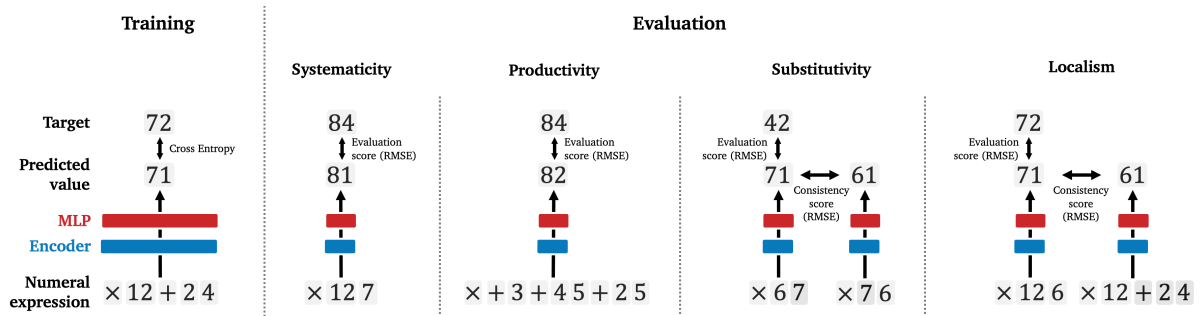 Training
Evaluation
Systematicity
Productivity
Substitutivity
Localism
Target
72
84
84
42
72
Cross Entropy
Evaluation
score (RMSE)
Evaluation
score (RMSE)
Evaluation
score (RMSE)
Evaluation
score (RMSE)
Predicted
value
71
81
82
71
61
71
61
Consistency
score
(RMSE)
Consistency
score
(RMSE)
MLP
Encoder
Numeral
expression
× 12 + 2 4
× 12 7
× + 3 + 4 5 + 2 5
× 6 7
× 7 6
× 12 6
× 12 + 2 4